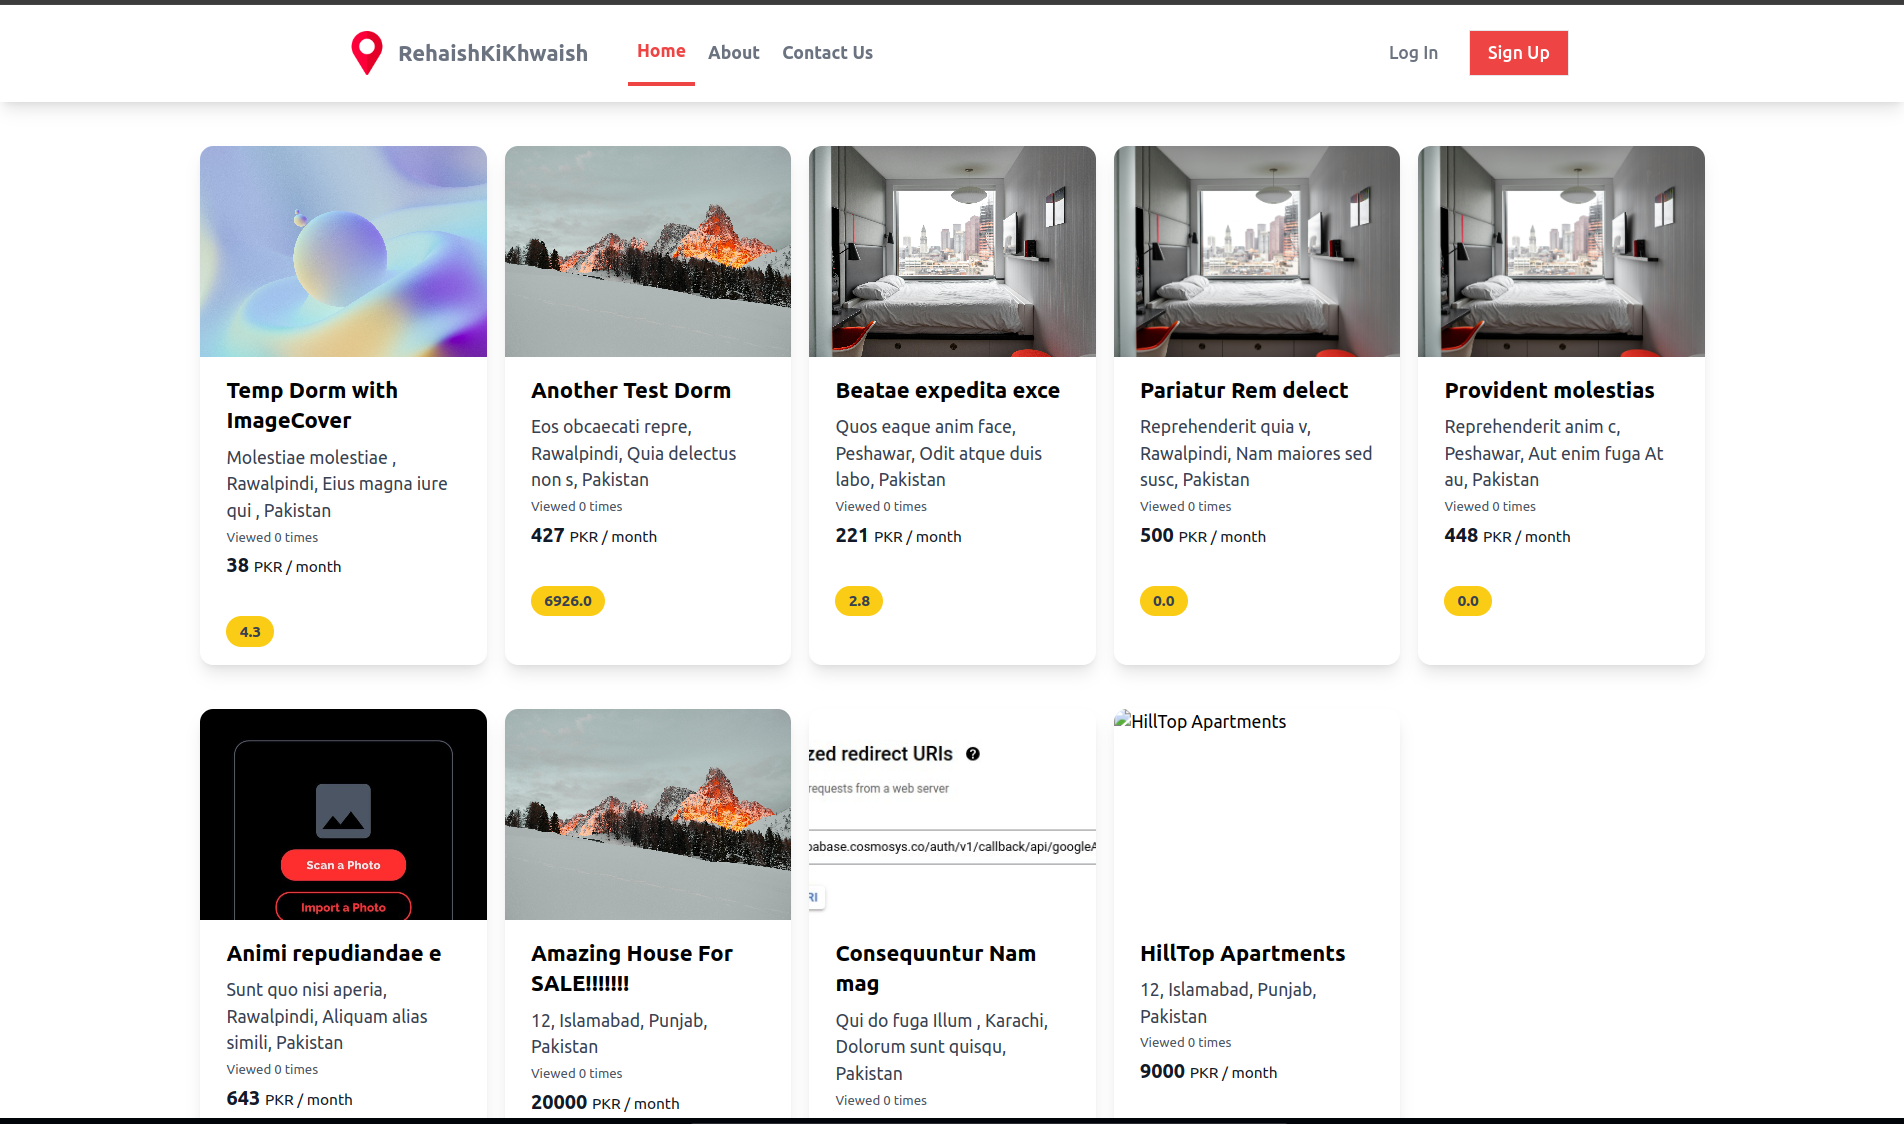 RehaishKiKhwaish Home About Contact Us Log In Sign Up
Temp Dorm with
ImageCover
Molestiae molestiae ,
Rawalpindi, Eius magna iure
qui , Pakistan
Viewed 0 times
38 PKR / month
4.3
Another Test Dorm
Eos obcaecati repre,
Rawalpindi, Quia delectus
non s, Pakistan
Viewed 0 times
427 PKR / month
6926.0
Beatae expedita exce
Quos eaque anim face,
Peshawar, Odit atque duis
labo, Pakistan
Viewed 0 times
221 PKR / month
2.8
Pariatur Rem delect
Reprehenderit quia v,
Rawalpindi, Nam maiores sed
susc, Pakistan
Viewed 0 times
500 PKR / month
0.0
Provident molestias
Reprehenderit anim c,
Peshawar, Aut enim fuga At
au, Pakistan
Viewed 0 times
448 PKR / month
0.0
Scan a Photo
Import a Photo
Animi repudiandae e
Sunt quo nisi aperia,
Rawalpindi, Aliquam alias
simili, Pakistan
Viewed 0 times
643 PKR / month
Amazing House For
SALE!!!!!!!
12, Islamabad, Punjab,
Pakistan
Viewed 0 times
20000 PKR / month
zed redirect URIs ?
requests from a web server
pabase.cosmosys.co/auth/v1/callback/api/googleA
RI
Consequuntur Nam
mag
Qui do fuga Illum , Karachi,
Dolorum sunt quisqu,
Pakistan
Viewed 0 times
HillTop Apartments
HillTop Apartments
12, Islamabad, Punjab,
Pakistan
Viewed 0 times
9000 PKR / month